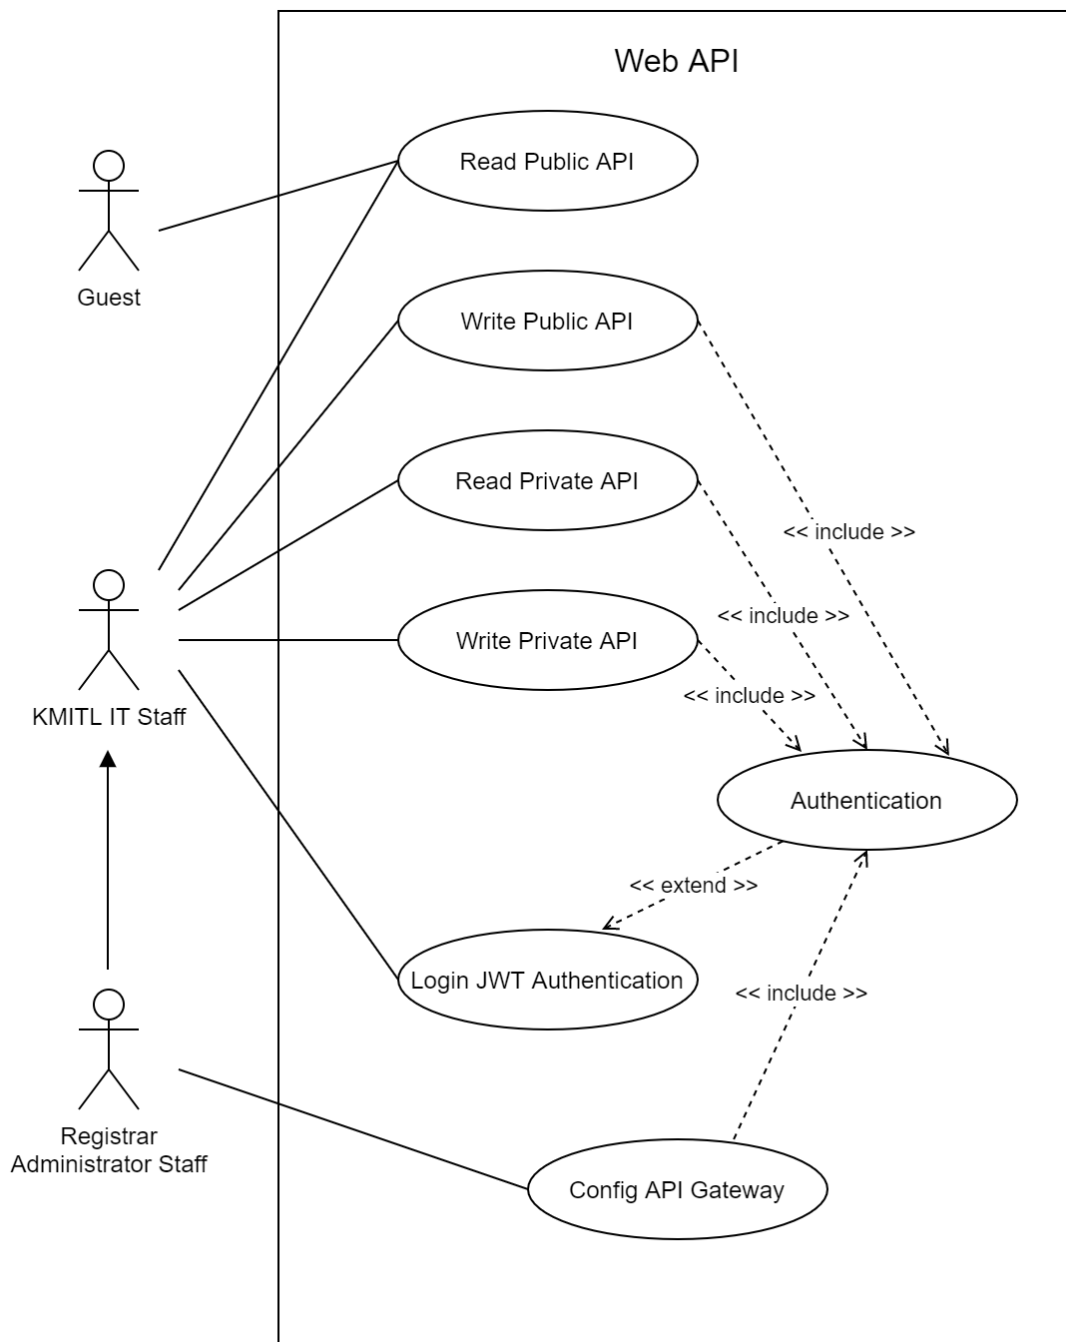 Web API
Read Public API
Guest
Write Public API
Read Private API
<< include >>
<< include >>
Write Private API
<< include >>
KMITL IT Staff
Authentication
<< extend >>
Login JWT Authentication
<< include >>
Registrar
Administrator Staff
Config API Gateway